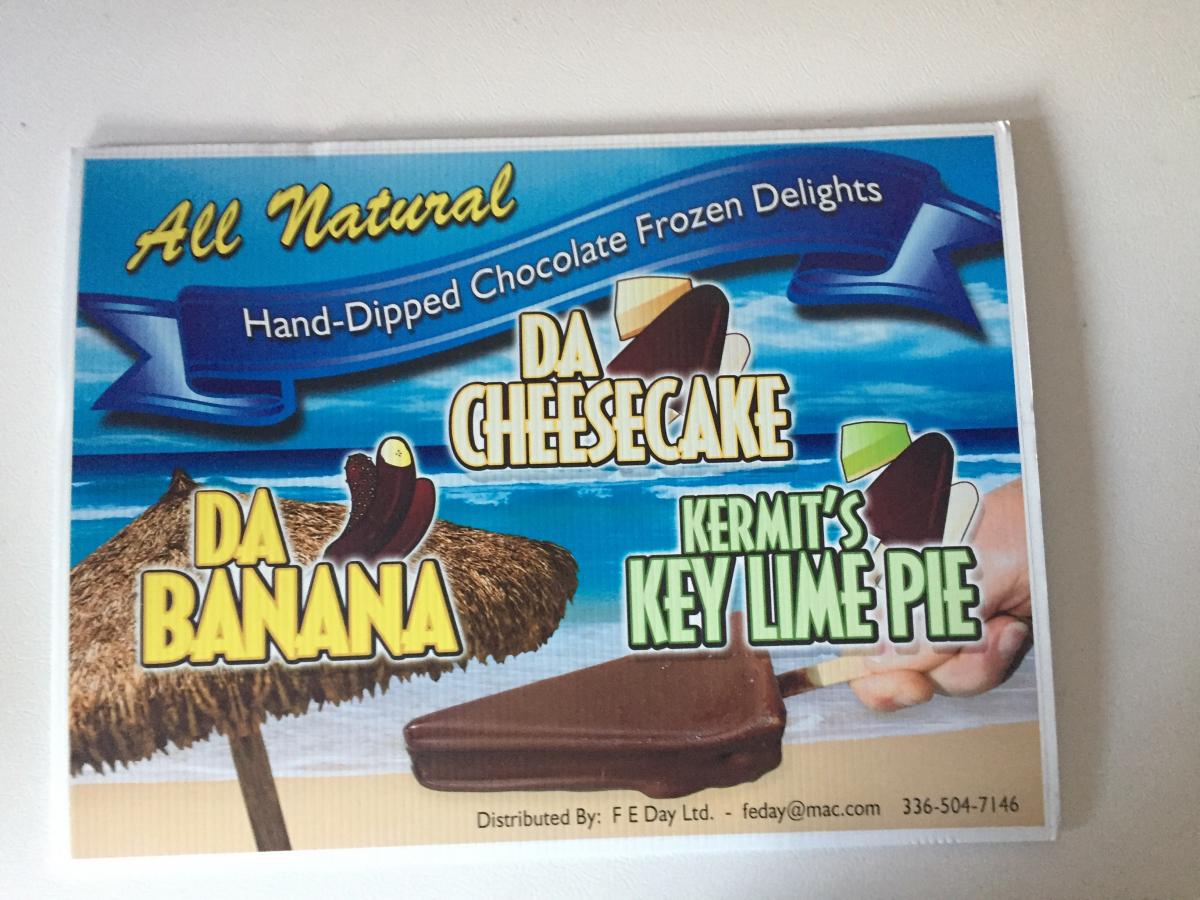 All Natural
Hand-Dipped Chocolate Frozen Delights
DA
CHEESECAKE
DA
BANANA
KERMIT'S
KEY LIME PIE
Distributed By: F E Day Ltd. - feday@mac.com 336-504-7146